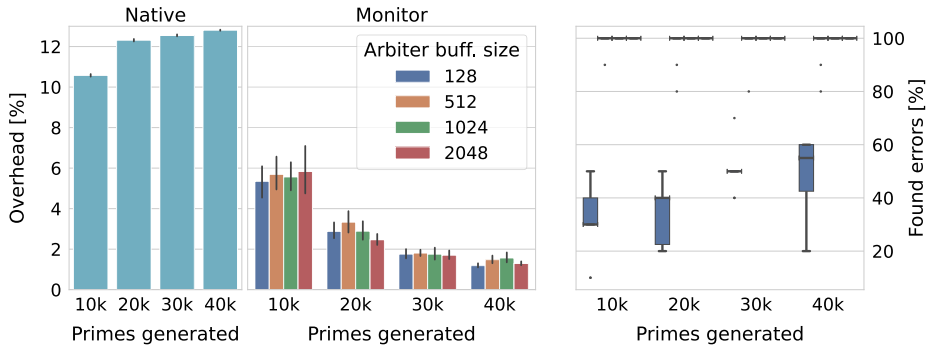 Native
Monitor
Overhead [%]
12
10
8
6
4
2
0
10k 20k 30k 40k
Primes generated
Arbiter buff. size
128
512
1024
2048
10k 20k 30k 40k
Primes generated
100
80
60
40
20
Found errors [%]
10k 20k 30k 40k
Primes generated